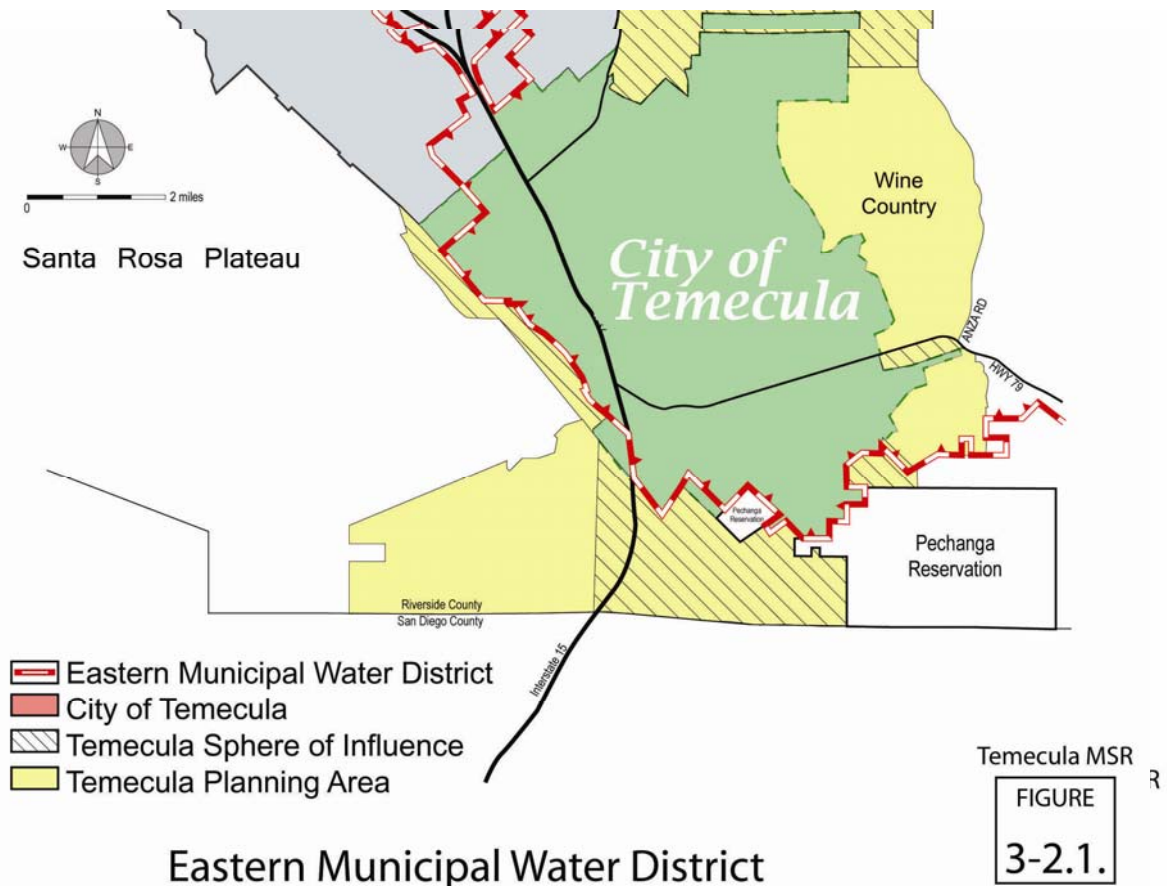 N
W E
S
0 2 miles
Santa Rosa Plateau
Wine
Country
City of
Temecula
ANZA RD
HWY 79
Pechanga
Reservation
Pechanga
Reservation
Riverside County
San Diego County
Interstate 15
Eastern Municipal Water District
City of Temecula
Temecula Sphere of Influence
Temecula Planning Area
Temecula MSR
R
FIGURE
3-2.1.
Eastern Municipal Water District